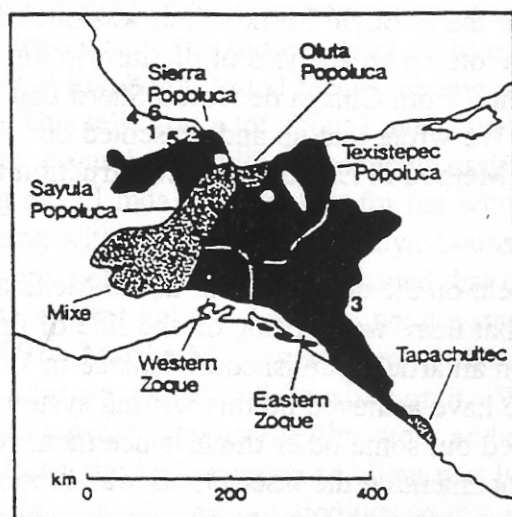 Sierra
Popoluca
Oluta
Popoluca
4 6
1 5
Texistepec
Popoluca
Sayula
Popoluca
Mixe
3
Western
Zoque
Eastern
Zoque
Tapachultec
km 0 200 400